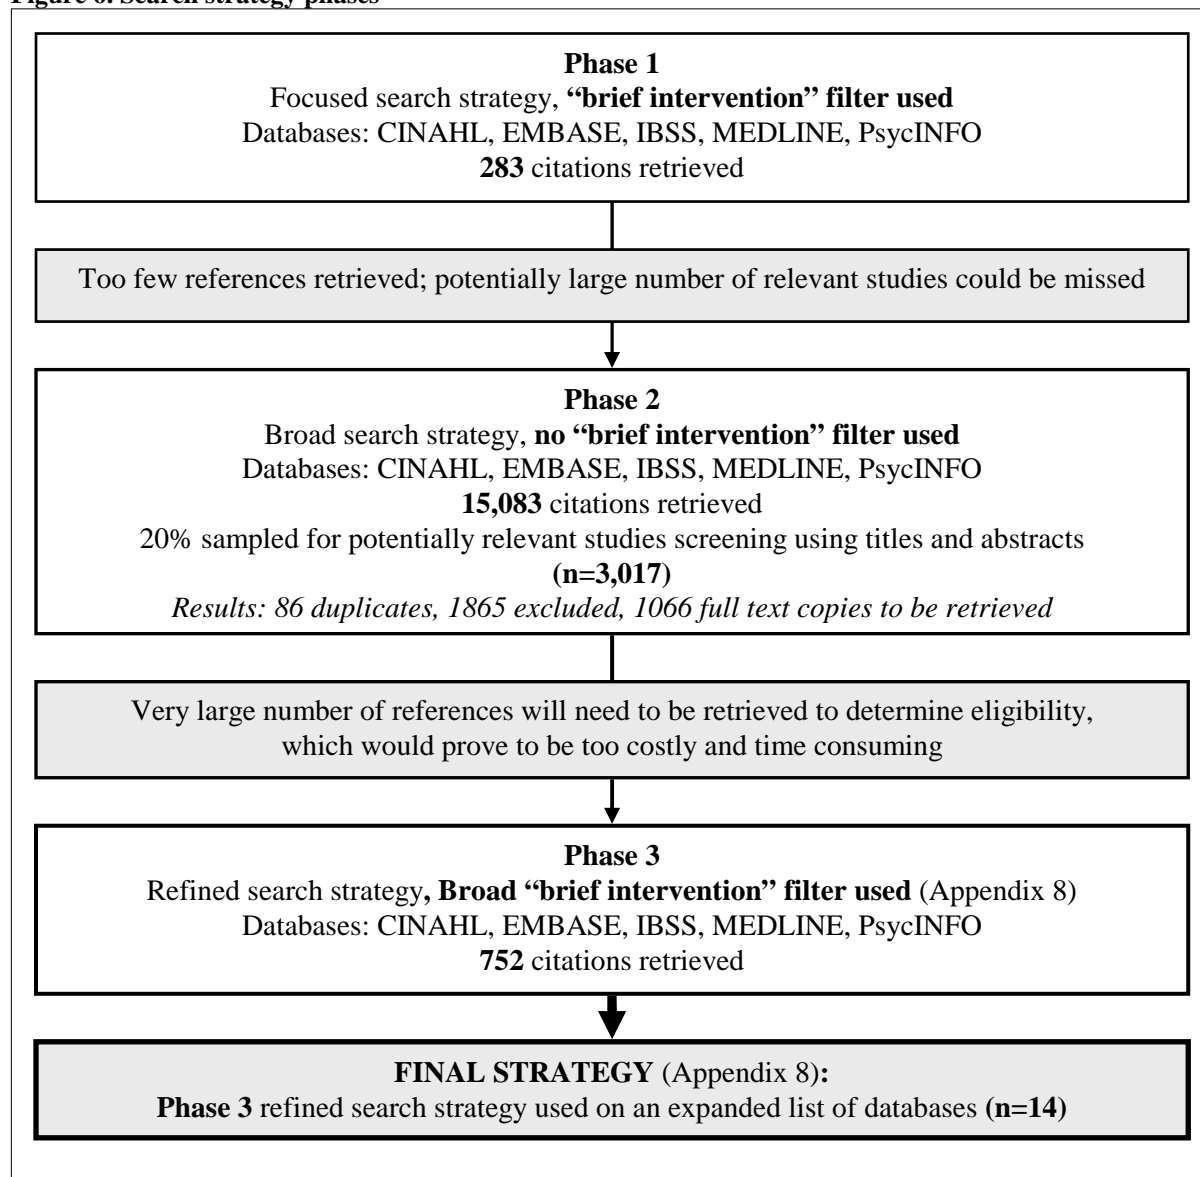 Figure 6. Search strategy phases
Phase 1
Focused search strategy, “brief intervention” filter used
Databases: CINAHL, EMBASE, IBSS, MEDLINE, PsycINFO
283 citations retrieved
Too few references retrieved; potentially large number of relevant studies could be missed
Phase 2
Broad search strategy, no “brief intervention” filter used
Databases: CINAHL, EMBASE, IBSS, MEDLINE, PsycINFO
15,083 citations retrieved
20% sampled for potentially relevant studies screening using titles and abstracts
(n=3,017)
Results: 86 duplicates, 1865 excluded, 1066 full text copies to be retrieved
Very large number of references will need to be retrieved to determine eligibility,
which would prove to be too costly and time consuming
Phase 3
Refined search strategy, Broad “brief intervention” filter used (Appendix 8)
Databases: CINAHL, EMBASE, IBSS, MEDLINE, PsycINFO
752 citations retrieved
FINAL STRATEGY (Appendix 8):
Phase 3 refined search strategy used on an expanded list of databases (n=14)